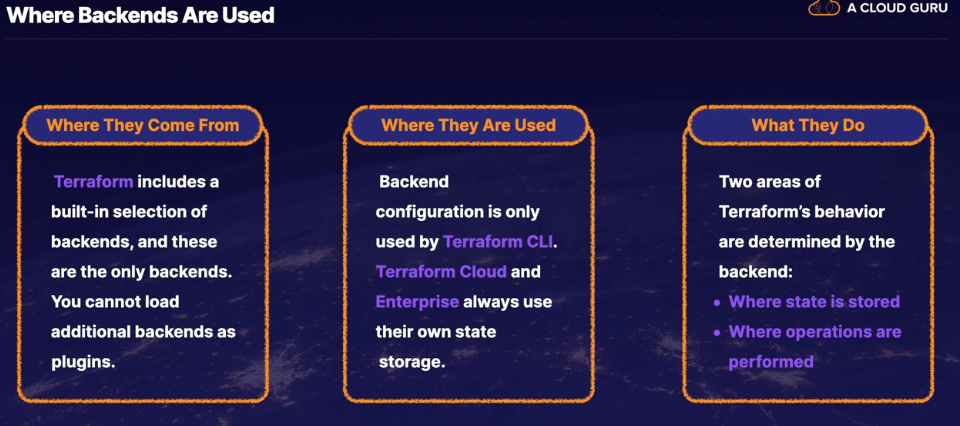 Where Backends Are Used
A CLOUD GURU
Where They Come From
Terraform includes a
built-in selection of
backends, and these
are the only backends.
You cannot load
additional backends as
plugins.
Where They Are Used
Backend
configuration is only
used by Terraform CLI.
Terraform Cloud and
Enterprise always use
their own state
storage.
What They Do
Two areas of
Terraform’s behavior
are determined by the
backend:
• Where state is stored
• Where operations are
performed